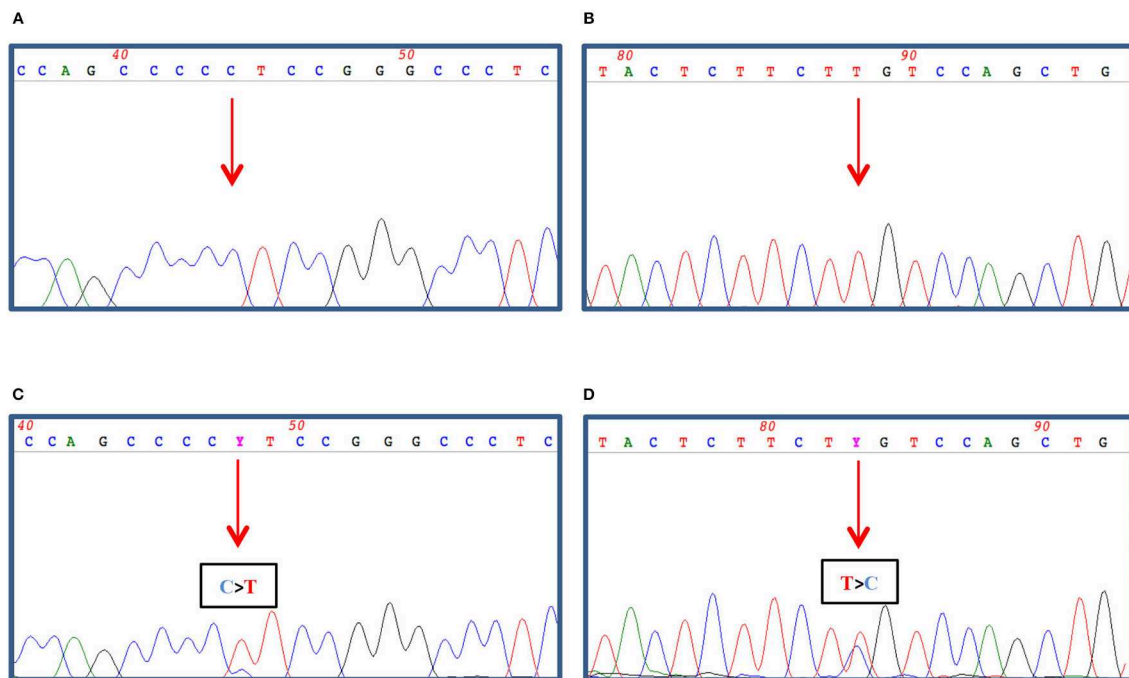 A
40 50
C C A G C C C C C T C C G G G C C C T C
B
80 90
T A C T C T T C T T G T C C A G C T G
C
40 50
C C A G C C C C Y T C C G G G C C C T C
C>T
D
80 90
T A C T C T T C T Y G T C C A G C T G
T>C